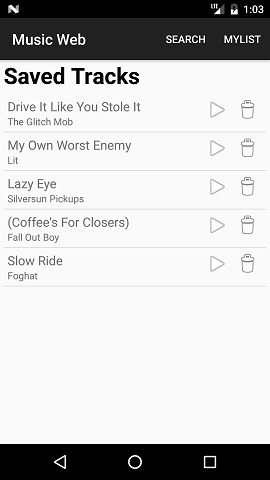 LTE 1:03
Music Web SEARCH MYLIST
Saved Tracks
Drive It Like You Stole It
The Glitch Mob
My Own Worst Enemy
Lit
Lazy Eye
Silversun Pickups
(Coffee's For Closers)
Fall Out Boy
Slow Ride
Foghat